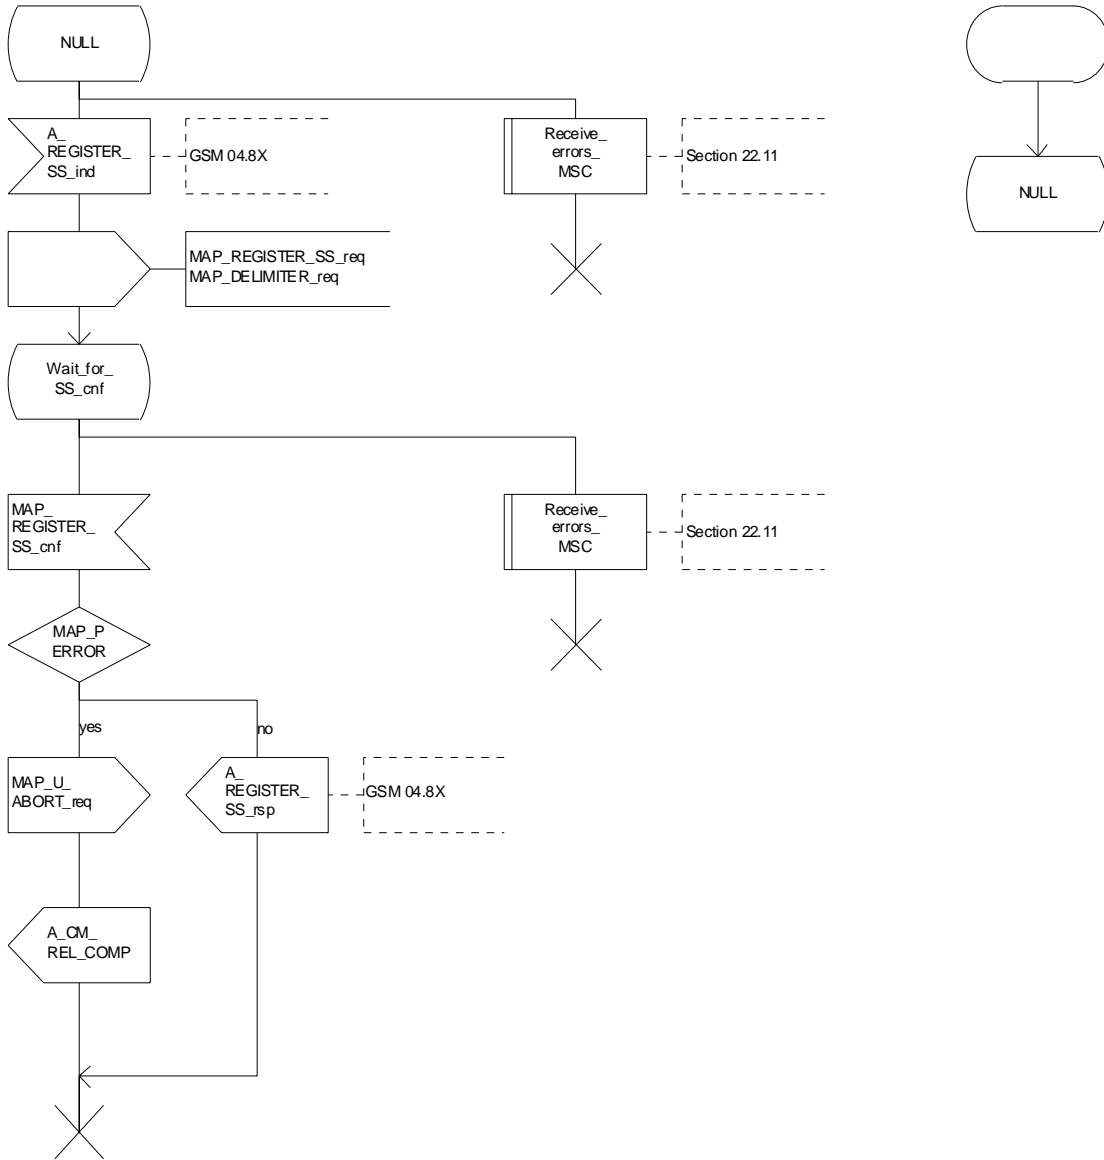 NULL
A_
REGISTER_
SS_ind
GSM 04.8X
Receive_
errors_
MSC
Section 22.11
NULL
MAP_REGISTER_SS_req
MAP_DELIMITER_req
Wait_for_
SS_cnf
MAP_
REGISTER_
SS_cnf
Receive_
errors_
MSC
Section 22.11
MAP_P
ERROR
yes
no
MAP_U_
ABORT_req
A_
REGISTER_
SS_rsp
GSM 04.8X
A_CM_
REL_COMP